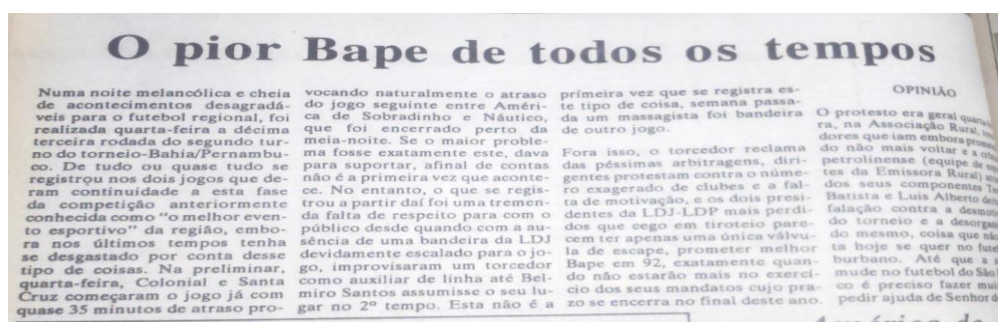 O pior Bape de todos os tempos
Numa noite melancólica e cheia
de acontecimentos desagradá-
veis para o futebol regional, foi
realizada quarta-feira a décima
terceira rodada do segundo tur-
no do torneio-Bahia/Pernambu-
co. De tudo ou quase tudo se
registrou nos dois jogos que de-
ram continuidade a esta fase
da competição anteriormente
conhecida como "o melhor even-
to esportivo" da região, embo-
ra nos últimos tempos tenha
se desgastado por conta desse
tipo de coisas. Na preliminar,
quarta-feira, Colonial e Santa
Cruz começaram o jogo já com
quase 35 minutos de atraso pro-
vocando naturalmente o atraso
do jogo seguinte entre Améri-
ca de Sobradinho e Náutico,
que foi encerrado perto da
meia-noite. Se o maior proble-
ma fosse exatamente este, dava
para suportar, afinal de contas
não é a primeira vez que aconte-
ce. No entanto, o que se regis-
trou a partir daí foi uma tremen-
da falta de respeito para com o
público desde quando com a au-
sência de uma bandeira da LDJ
devidamente escalado para o jo-
go, improvisaram um torcedor
como auxiliar de linha até Bel-
miro Santos assumisse o seu lu-
gar no 2º tempo. Esta não é a
primeira vez que se registra es-
te tipo de coisa, semana passa-
da um massagista foi bandeira
de outro jogo.
Fora isso, o torcedor reclama
das péssimas arbitragens, diri-
gentes protestam contra o núme-
ro exagerado de clubes e a fal-
ta de motivação, e os dois presi-
dentes da LDJ-LDP mais perdi-
dos que cego em tiroteio pare-
cem ter apenas uma única válvu-
la de escape, prometer melhor
Bape em 92, exatamente quan-
do não estarão mais no exercí-
cio dos seus mandatos cujo pra-
zo se encerra no final deste ano.
OPINIÃO
O protesto era geral
ra, na Associação Rural,
dores que iam embora
do não mais voltar e a
petrolinense (equipe de
tes da Emissora Rural)
dos seus componentes
Batista e Luis Alberto
falação contra a
do torneio e a
do mesmo, coisa que
ta hoje se quer no
burbano. Até que a
mude no futebol do São
co é preciso fazer
pedir ajuda de Senhor